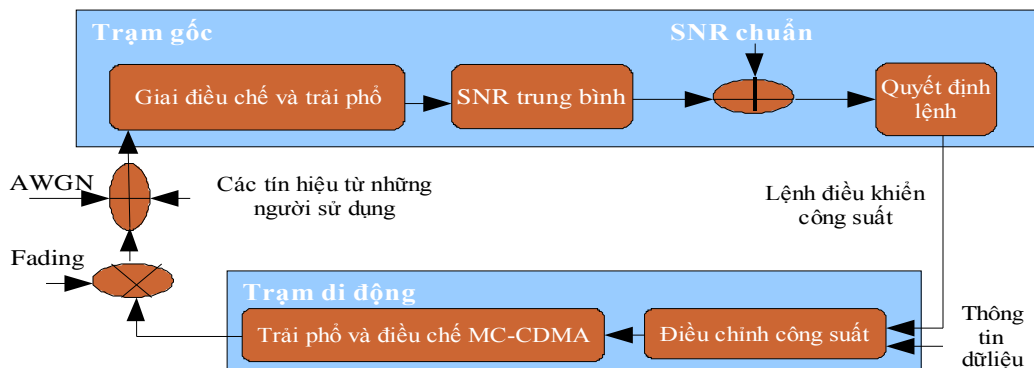 Trạm gốc
SNR chuẩn
Giai điều chế và trải phổ
SNR trung bình
Quyết định
lệnh
AWGN
Các tín hiệu từ những
người sử dụng
Lệnh điều khiển
công suất
Fading
Trạm di động
Trải phổ và điều chế MC-CDMA
Điều chỉnh công suất
Thông
tin
dữliệu